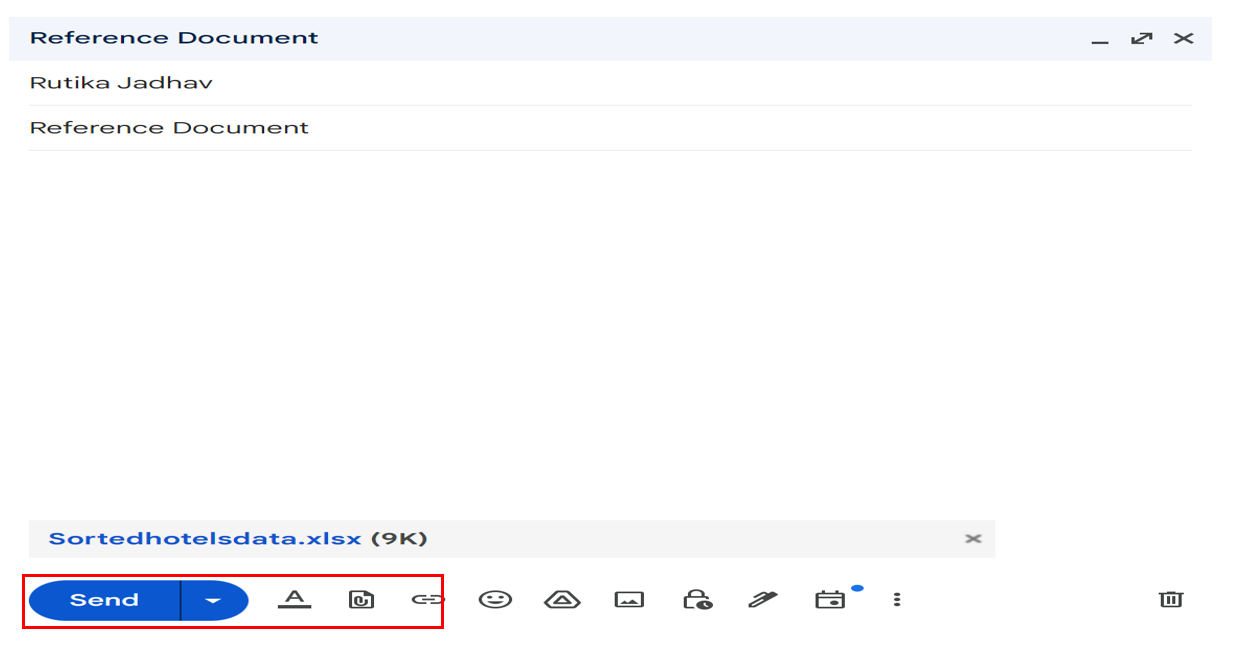 Reference Document
Rutika Jadhav
Reference Document
Sortedhotelsdata.xlsx (9K)
Send